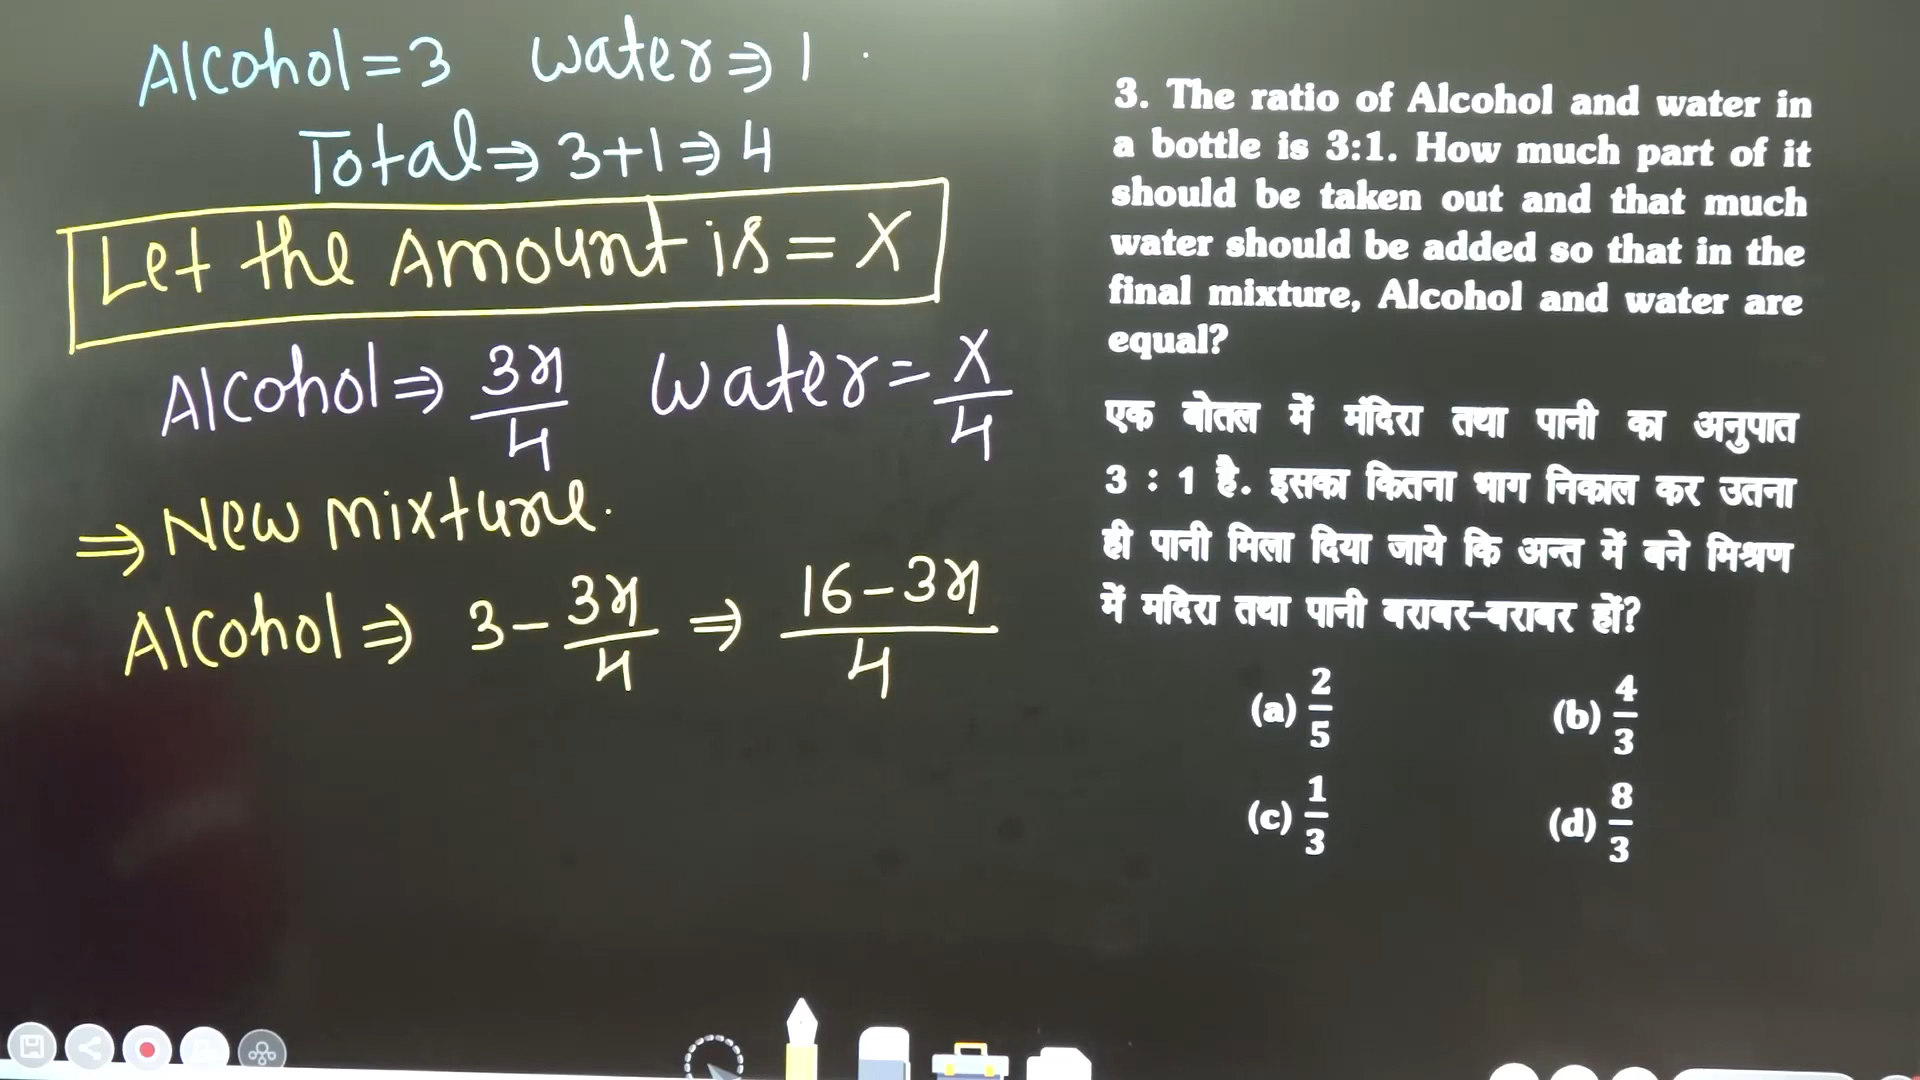 Alcohol = 3 Water ⇒ 1
Total ⇒ 3+1 ⇒ 4
Let the Amount is = X
Alcohol ⇒ 3x/4 Water = X/4
⇒ New mixture.
Alcohol ⇒ 3 - 3x/4 ⇒ 16-3x/4
3. The ratio of Alcohol and water in
a bottle is 3:1. How much part of it
should be taken out and that much
water should be added so that in the
final mixture, Alcohol and water are
equal?
एक बोतल में मंदिरा तथा पानी का अनुपात
3 : 1 है. इसका कितना भाग निकाल कर उतना
ही पानी मिला दिया जाये कि अन्त में बने मिश्रण
में मदिरा तथा पानी बराबर-बराबर हों?
(a) 2/5 (b) 4/3
(c) 1/3 (d) 8/3